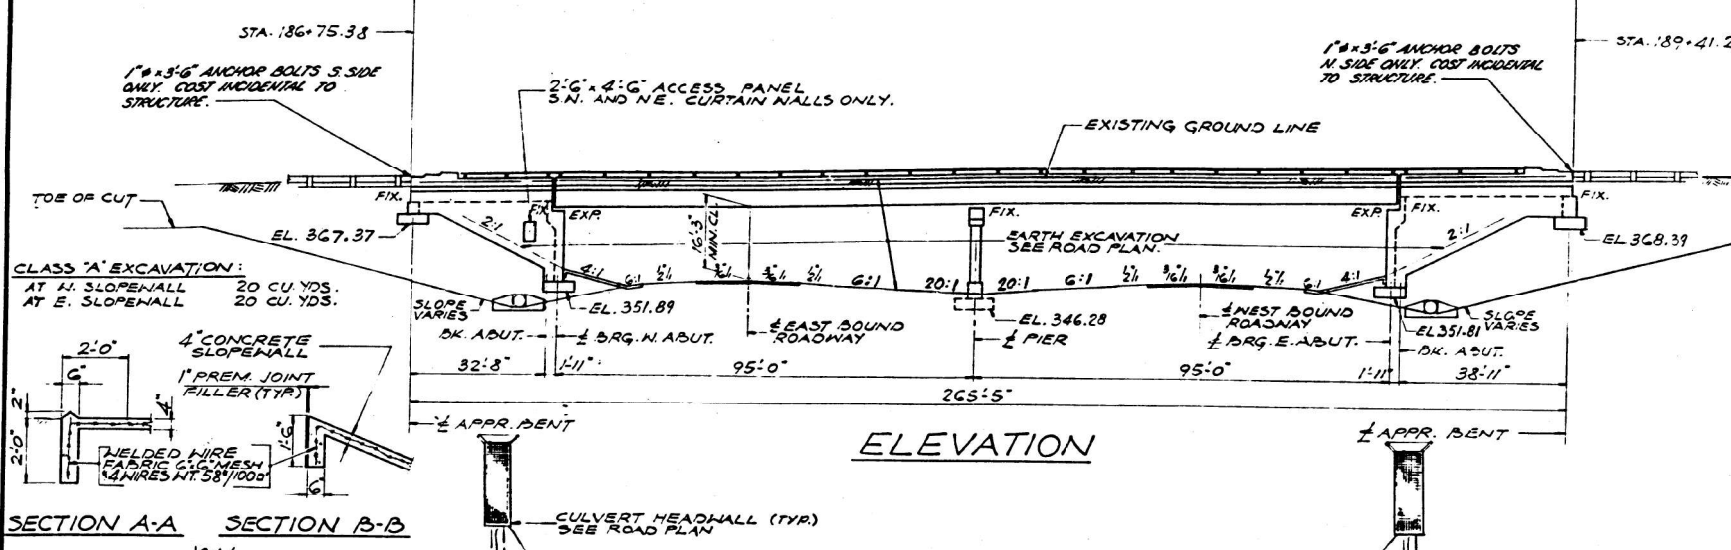 STA. 186+75.38
STA. 189+41.2
1"φ x 3'-6" ANCHOR BOLTS S. SIDE
ONLY. COST INCIDENTAL TO
STRUCTURE.
2'-6" x 4'-6" ACCESS PANEL
S.W. AND N.E. CURTAIN WALLS ONLY.
1"φ x 3'-6" ANCHOR BOLTS
N. SIDE ONLY. COST INCIDENTAL
TO STRUCTURE.
EXISTING GROUND LINE
TOE OF CUT
FIX.
FIX.
EXP.
FIX.
EXP.
FIX.
2:1
2:1
EL. 367.37
EL. 368.39
16'-3"
MIN. CL.
EARTH EXCAVATION
SEE ROAD PLAN.
CLASS "A" EXCAVATION:
AT W. SLOPEWALL 20 CU. YDS.
AT E. SLOPEWALL 20 CU. YDS.
4:1
6:1
6:1
20:1
20:1
6:1
6:1
4:1
SLOPE
VARIES
EL. 351.89
EL. 346.28
EL. 351.81
SLOPE
VARIES
BK. ABUT.
℄ BRG. W. ABUT.
℄ EAST BOUND
ROADWAY
℄ PIER
℄ WEST BOUND
ROADWAY
℄ BRG. E. ABUT.
BK. ABUT.
32'-8"
1'-11"
95'-0"
95'-0"
1'-11"
38'-11"
265'-5"
℄ APPR. BENT
℄ APPR. BENT
ELEVATION
4" CONCRETE
SLOPEWALL
1" PREM. JOINT
FILLER (TYP.)
2'-0"
6"
2"
4"
2'-0"
1'-6"
6"
WELDED WIRE
FABRIC 6"x6" MESH
#4 WIRES WT. 58#/100□'
SECTION A-A
SECTION B-B
CULVERT HEADWALL (TYP.)
SEE ROAD PLAN